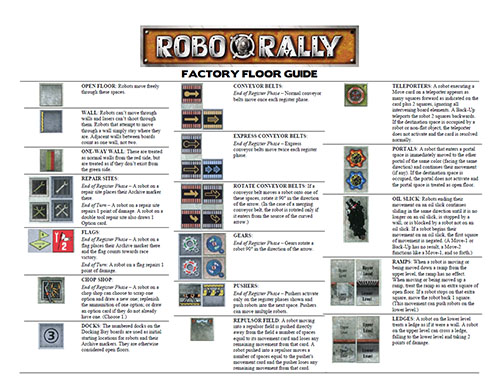 ROBO RALLY
FACTORY FLOOR GUIDE
OPEN FLOOR: Robots move freely
through these spaces.
WALL: Robots can't move through
walls and lasers can't shoot through
them. Robots that attempt to move
through a wall simply stay where they
are. Adjacent walls between boards
count as one wall, not two.
ONE-WAY WALL: These are treated
as normal walls from the red side, but
are treated as if they don't exist from
the green side.
REPAIR SITES:
End of Register Phase – A robot on a
repair site places their Archive marker
there.
End of Turn – A robot on a repair site
repairs 1 point of damage. A robot on a
double tool repair site also draws 1
Option card.
FLAGS
End of Register Phase – A robot on a
flag places their Archive marker there
and the flag counts towards race
victory.
End of Turn: A robot on a flag repairs 1
point of damage.
CHOP SHOP
End of Register Phase – A robot on a
chop shop can choose to scrap one
option and draw a new one; replenish
the ammunition of one option; or draw
an option card if they do not already
have one. (Choose 1.)
DOCKS: The numbered docks on the
Docking Bay boards are used as initial
starting locations for robots and their
Archive markers. They are otherwise
considered open floors.
3
CONVEYOR BELTS:
End of Register Phase – Normal conveyor
belts move once each register phase.
EXPRESS CONVEYOR BELTS:
End of Register Phase – Express
conveyor belts move twice each register
phase.
ROTATE CONVEYOR BELTS: If a
conveyor belt moves a robot onto one of
these spaces, rotate it 90° in the direction
of the arrow. (In the case of a merging
conveyor belt, the robot is rotated only if
it enters from the source of the curved
arrow.)
GEARS:
End of Register Phase – Gears rotate a
robot 90° in the direction of the arrow.
PUSHERS:
End of Register Phase – Pushers activate
only on the register phases shown and
push robots one to the next space. Pushers
can move multiple robots.
REPULSOR FIELD: A robot moving
into a repulsor field is pushed directly
away from the field a number of spaces
equal to its movement card and loses any
remaining movement from that card. A
robot pushed into a repulsor moves a
number of spaces equal to the pusher's
movement card and the pusher loses any
remaining movement from that card.
TELEPORTERS: A robot executing a
Move card on a teleporter appears as
many squares forward as indicated on the
card plus 2 squares, ignoring all
intervening board elements. A Back-Up
teleports the robot 2 squares backwards.
If the destination space is occupied by a
robot or non-flat object, the teleporter
does not activate and the card is resolved
normally.
PORTALS: A robot that enters a portal
space is immediately moved to the other
portal of the same color (facing the same
direction) and continues their movement
(if any). If the destination space is
occupied, the portal does not activate and
the portal space is treated as open floor.
OIL SLICK: Robots ending their
movement on an oil slick continues
sliding in the same direction until it is no
longer on an oil slick, is stopped by a
wall, or is blocked by a robot not on an
oil slick. If a robot begins their
movement on an oil slick, the first square
of movement is negated. (A Move-1 or
Back-Up has no result, a Move-2
functions like a Move-1, and so forth.)
RAMPS: When a robot is moving or
being moved down a ramp from the
upper level, the ramp has no effect.
When moving or being moved up a
ramp, treat the ramp as an extra square of
open floor. If a robot stops on that extra
square, move the robot back 1 square.
(This movement can push robots on the
lower level.)
LEDGES: A robot on the lower level
treats a ledge as if it were a wall. A robot
on the upper level can cross a ledge,
falling to the lower level and taking 2
points of damage.
Upper
Level
Lower
Level